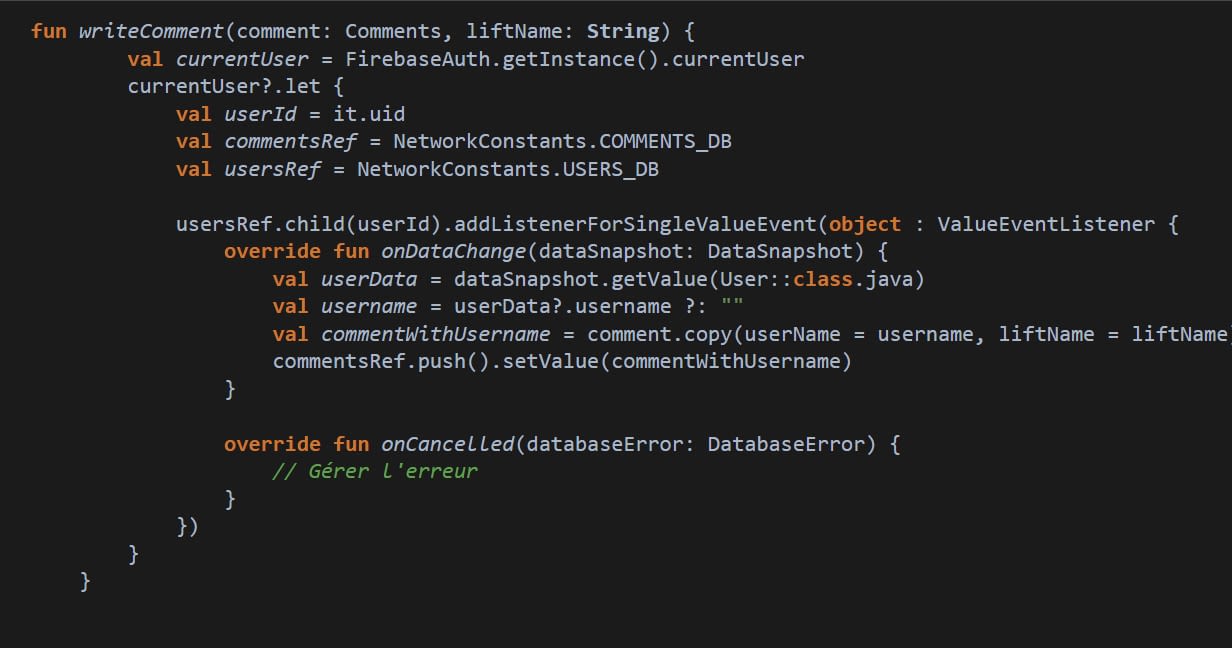 fun writeComment(comment: Comments, liftName: String) {
val currentUser = FirebaseAuth.getInstance().currentUser
currentUser?.let {
val userId = it.uid
val commentsRef = NetworkConstants.COMMENTS_DB
val usersRef = NetworkConstants.USERS_DB
usersRef.child(userId).addListenerForSingleValueEvent(object : ValueEventListener {
override fun onDataChange(dataSnapshot: DataSnapshot) {
val userData = dataSnapshot.getValue(User::class.java)
val username = userData?.username ?: ""
val commentWithUsername = comment.copy(userName = username, liftName = liftName)
commentsRef.push().setValue(commentWithUsername)
}
override fun onCancelled(databaseError: DatabaseError) {
// Gérer l'erreur
}
})
}
}